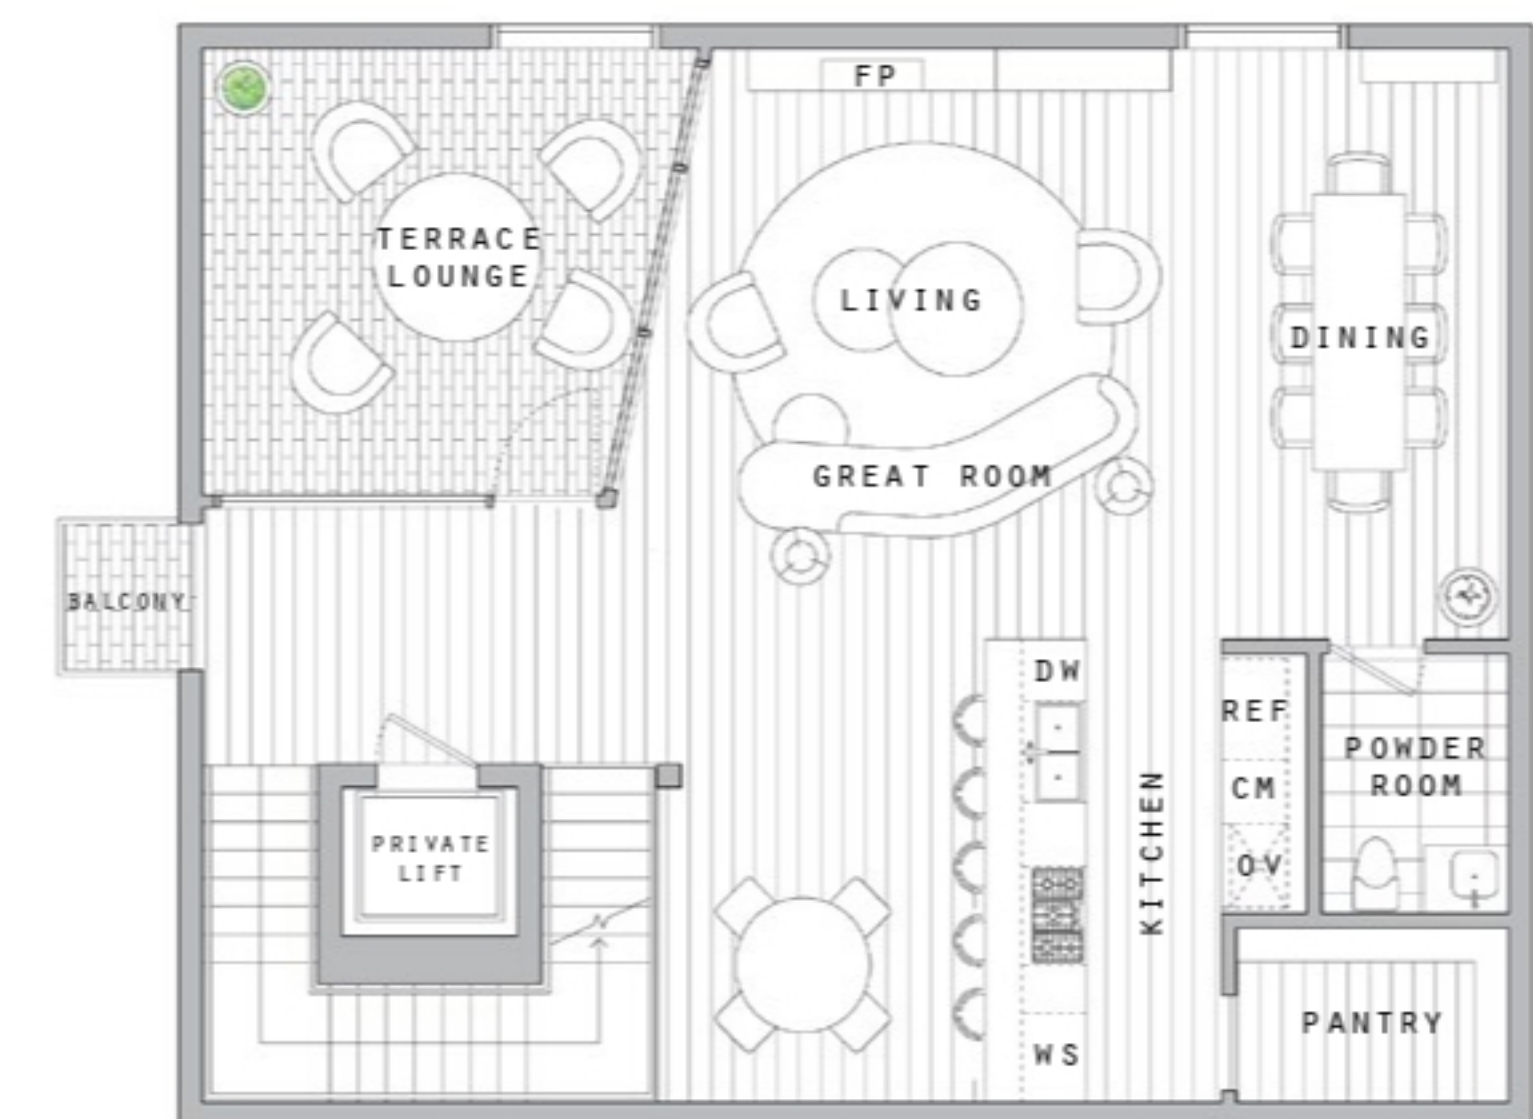 FP
TERRACE
LOUNGE
LIVING
DINING
GREAT ROOM
BALCONY
DW
REF
POWDER
ROOM
CM
KITCHEN
PRIVATE
LIFT
OV
PANTRY
WS